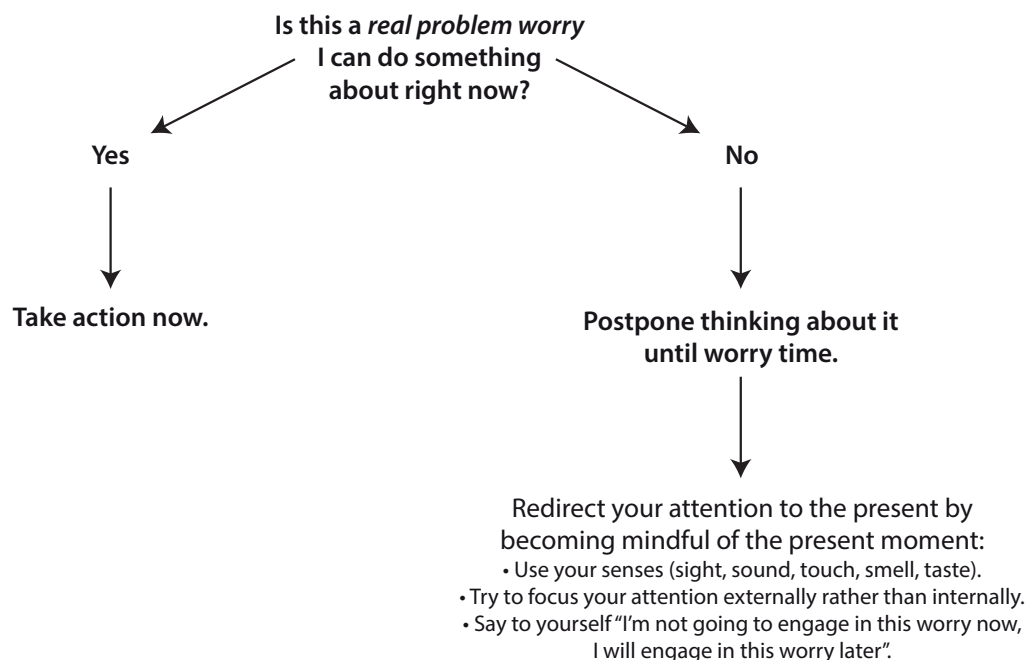 Is this a real problem worry
I can do something
about right now?
Yes
No
Take action now.
Postpone thinking about it
until worry time.
Redirect your attention to the present by
becoming mindful of the present moment:
• Use your senses (sight, sound, touch, smell, taste).
• Try to focus your attention externally rather than internally.
• Say to yourself “I’m not going to engage in this worry now,
I will engage in this worry later”.